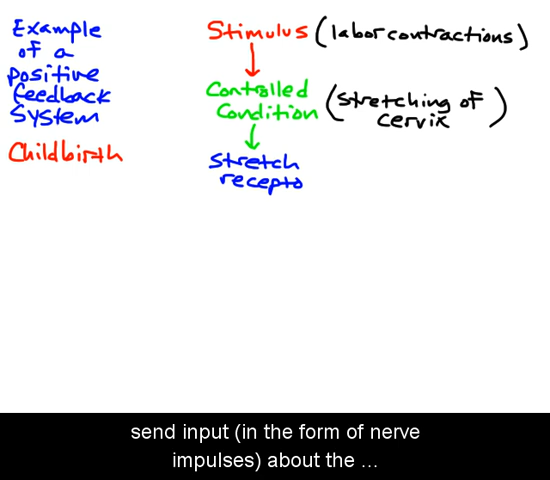 Example
of a
positive
feedback
system
Childbirth
Stimulus (labor contractions)
Controlled
Condition (stretching of
cervix)
Stretch
recepto
send input (in the form of nerve
impulses) about the ...